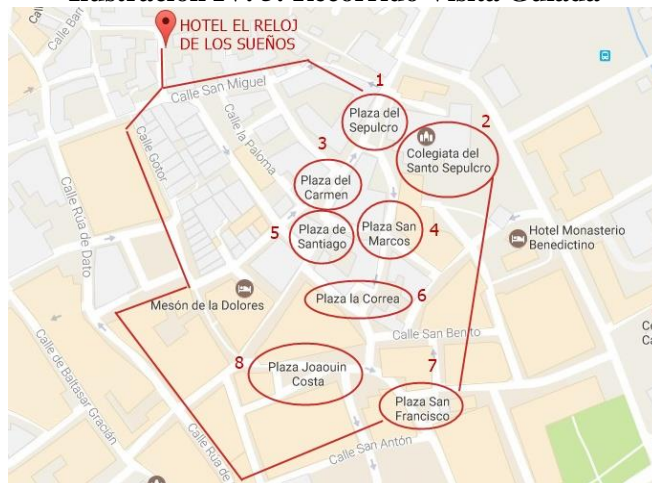 HOTEL EL RELOJ
DE LOS SUEÑOS
Calle San Miguel
1
Plaza del
Sepulcro
2
Colegiata del
Santo Sepulcro
Calle Gotor
Calle la Paloma
3
Plaza del
Carmen
Calle Rúa de Dato
5
Plaza de
Santiago
Plaza San
Marcos
4
Hotel Monasterio
Benedictino
Mesón de la Dolores
Plaza la Correa
6
Calle San Benito
Calle de Baltasar Gracián
8
Plaza Joaouin
Costa
7
Plaza San
Francisco
Calle Rúa de
Calle San Antón